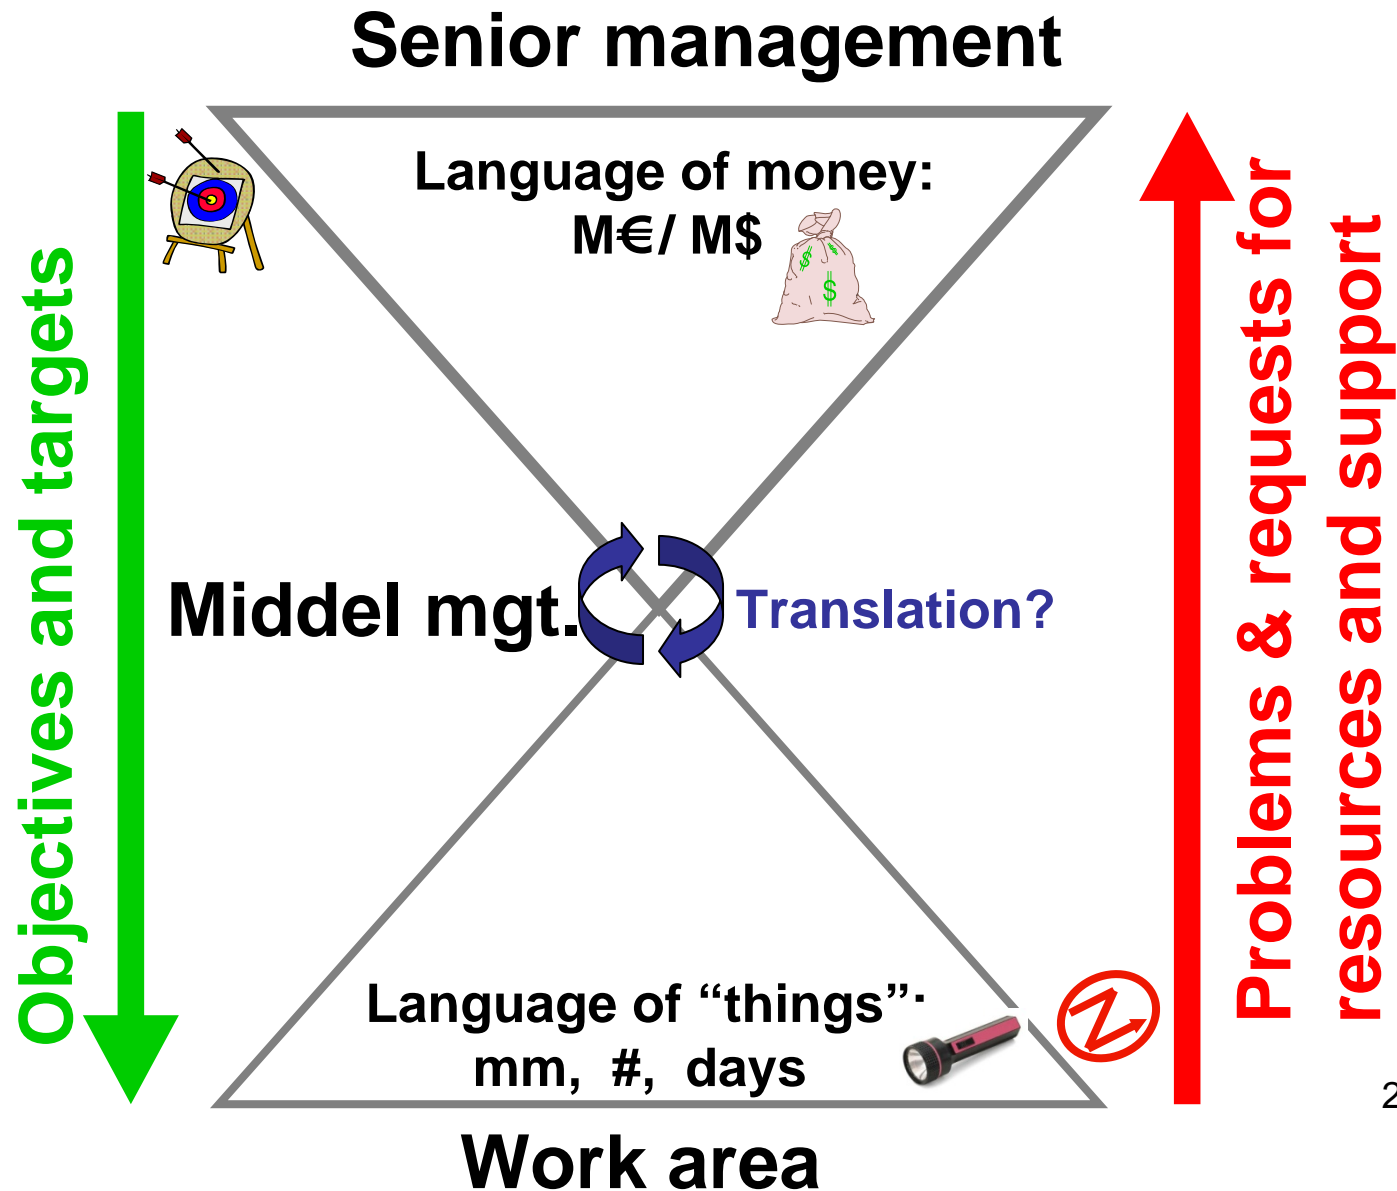 Senior management
Language of money:
M€/ M$
$ $
$
Objectives and targets
Problems & requests for
resources and support
Middel mgt.
Translation?
Language of “things”:
mm, #, days
2
Work area